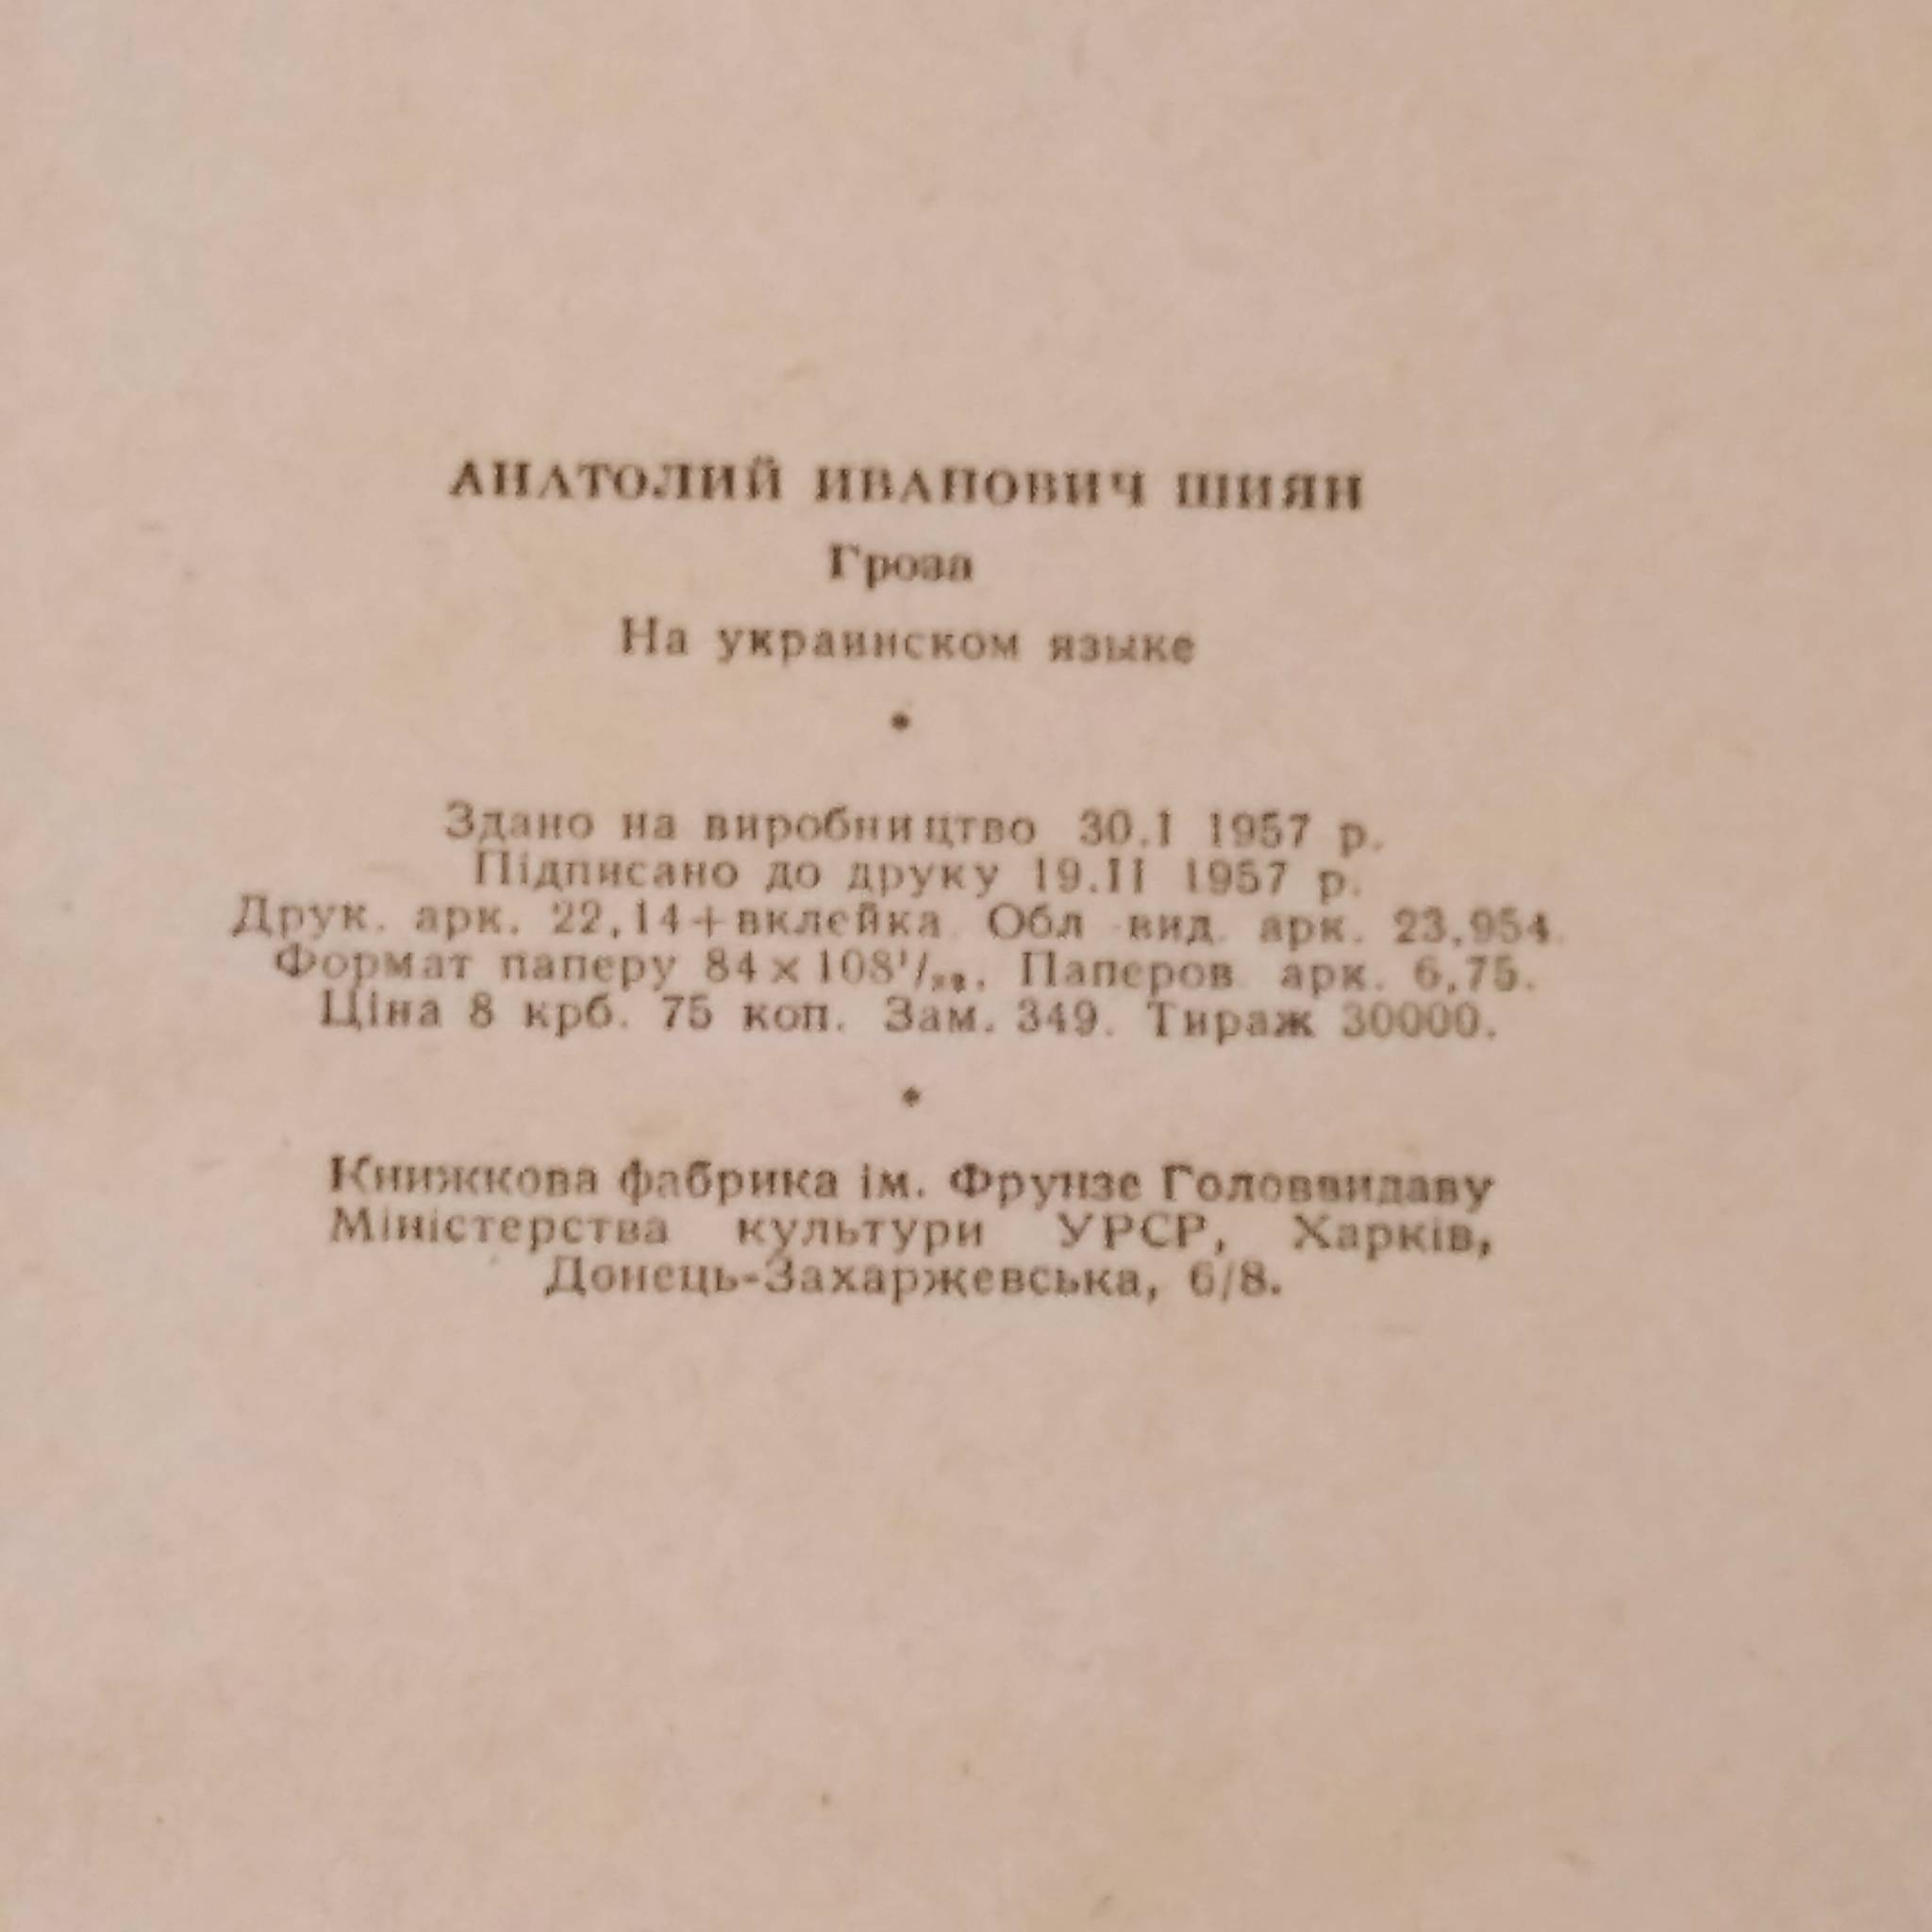 АНАТОЛИЙ ИВАНОВИЧ ШИЯН
Гроза
На украинском языке
Здано на виробництво 30.I 1957 р.
Підписано до друку 19.II 1957 р.
Друк. арк. 22,14+вклейка. Обл вид. арк. 23,954.
Формат паперу 84×108¹/₃₂. Паперов. арк. 6,75.
Ціна 8 крб. 75 коп. Зам. 349. Тираж 30000.
Книжкова фабрика ім. Фрунзе Головвидаву
Міністерства культури УРСР, Харків,
Донець-Захаржевська, 6/8.